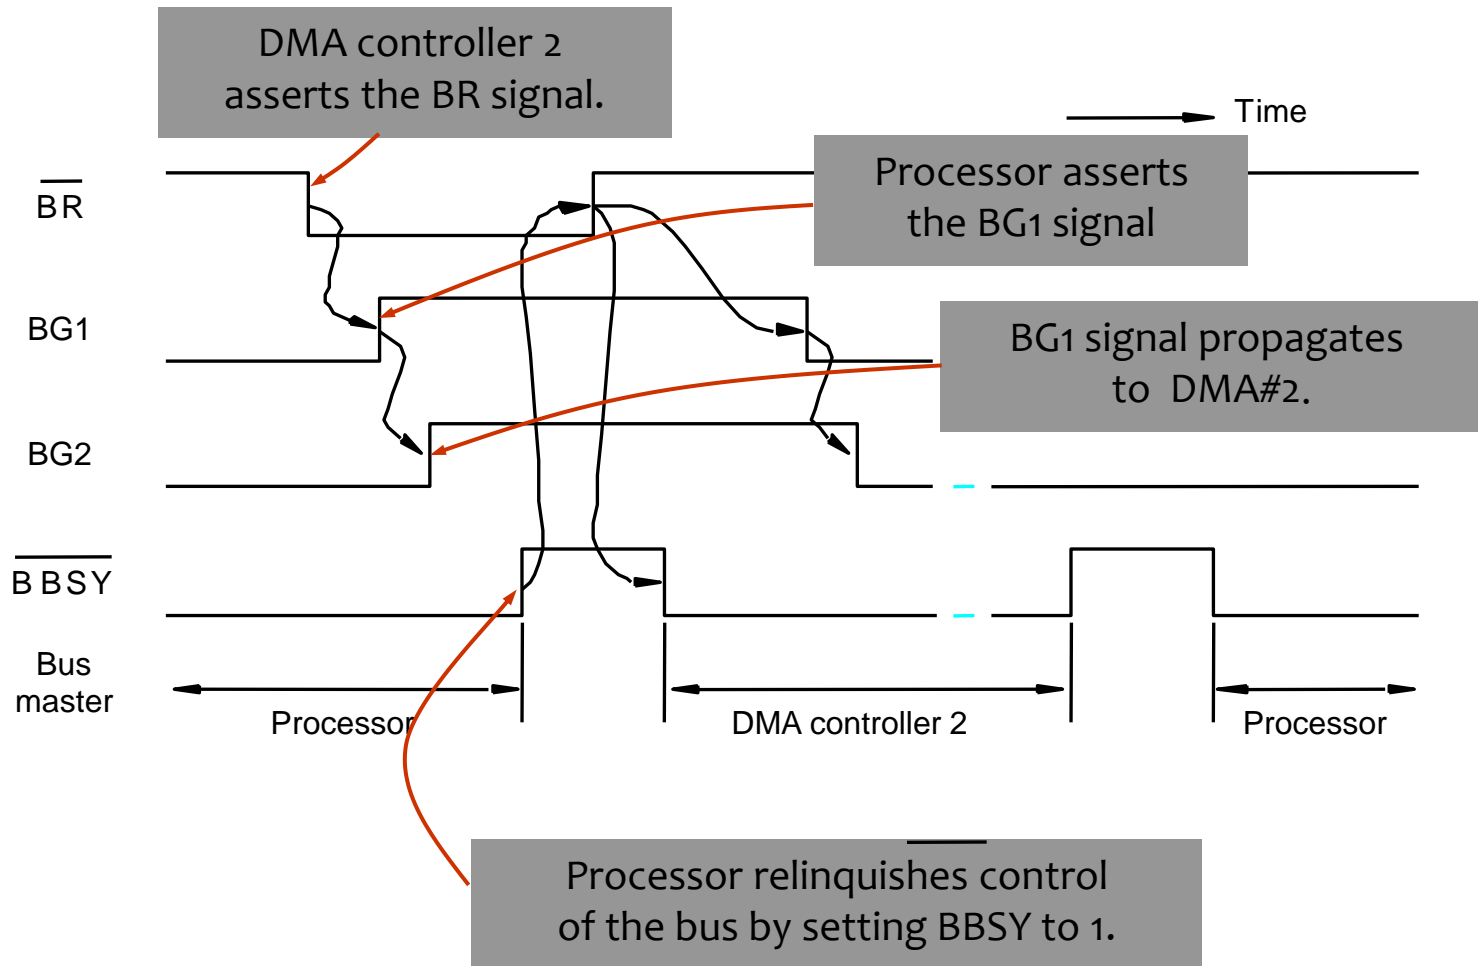 DMA controller 2
asserts the BR signal.
Time
Processor asserts
the BG1 signal
BR
BG1
BG1 signal propagates
to DMA#2.
BG2
BBSY
Bus
master
Processor
DMA controller 2
Processor
Processor relinquishes control
of the bus by setting BBSY to 1.